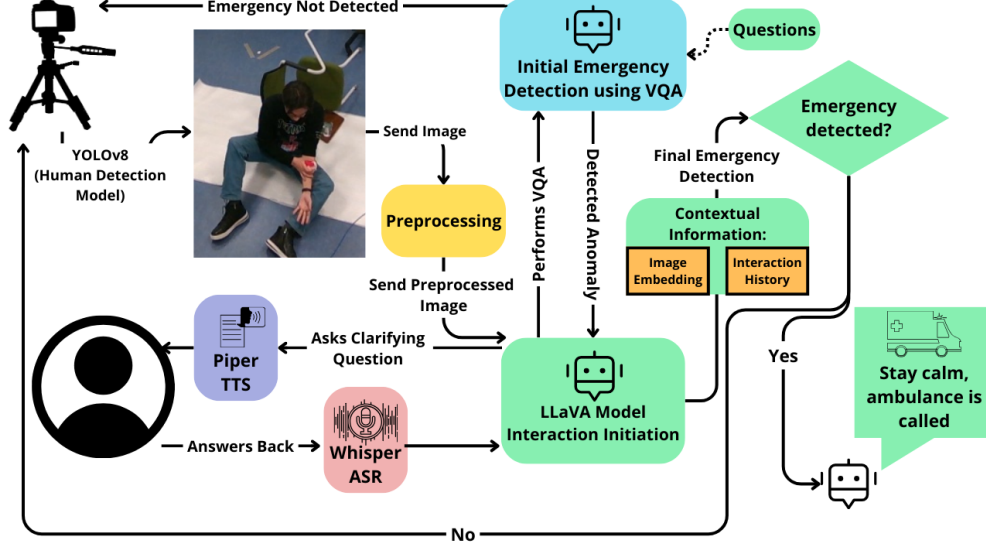 Emergency Not Detected
Questions
Initial Emergency
Detection using VQA
Emergency
detected?
YOLOv8
(Human Detection
Model)
Send Image
Preprocessing
Performs VQA
Detected Anomaly
Final Emergency
Detection
Contextual
Information:
Image
Embedding
Interaction
History
Send Preprocessed
Image
Piper
TTS
Asks Clarifying
Question
LLaVA Model
Interaction Initiation
Answers Back
Whisper
ASR
Yes
Stay calm,
ambulance is
called
No